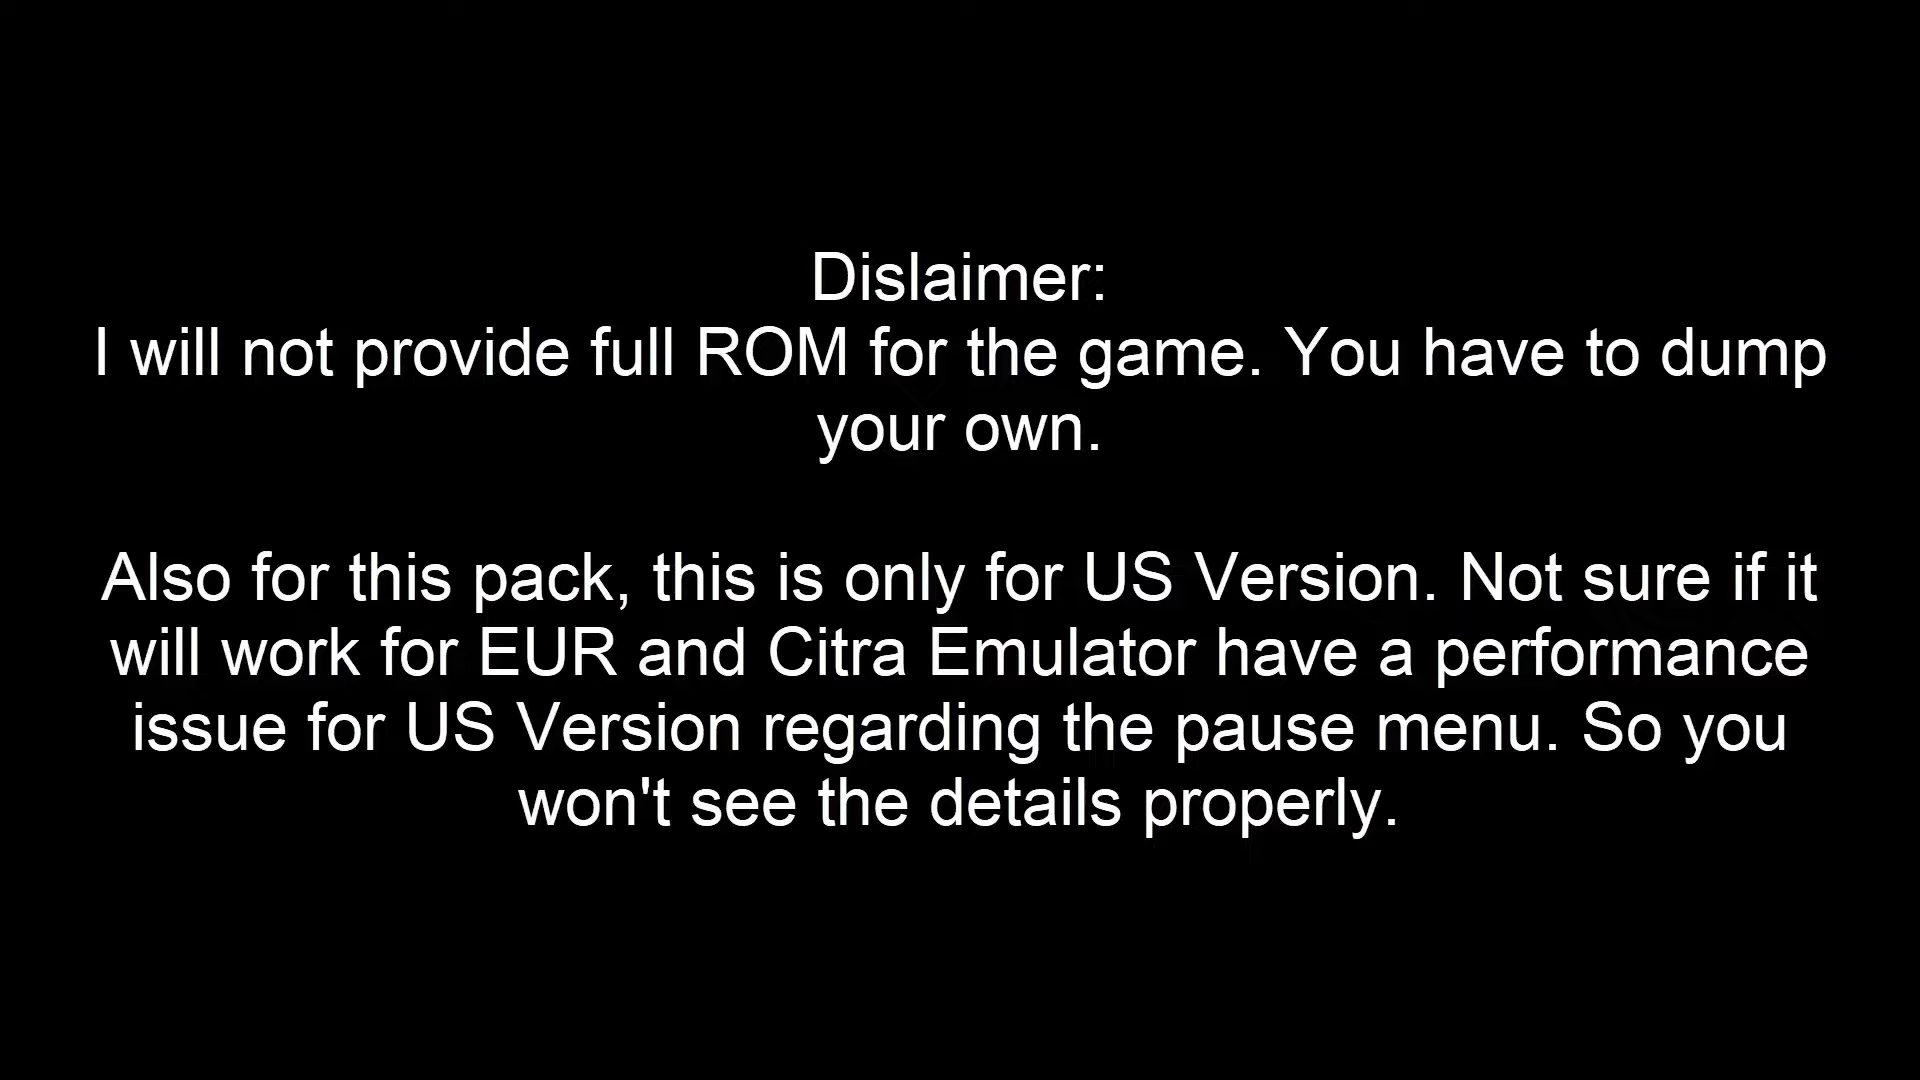 Dislaimer:
I will not provide full ROM for the game. You have to dump
your own.
Also for this pack, this is only for US Version. Not sure if it
will work for EUR and Citra Emulator have a performance
issue for US Version regarding the pause menu. So you
won't see the details properly.